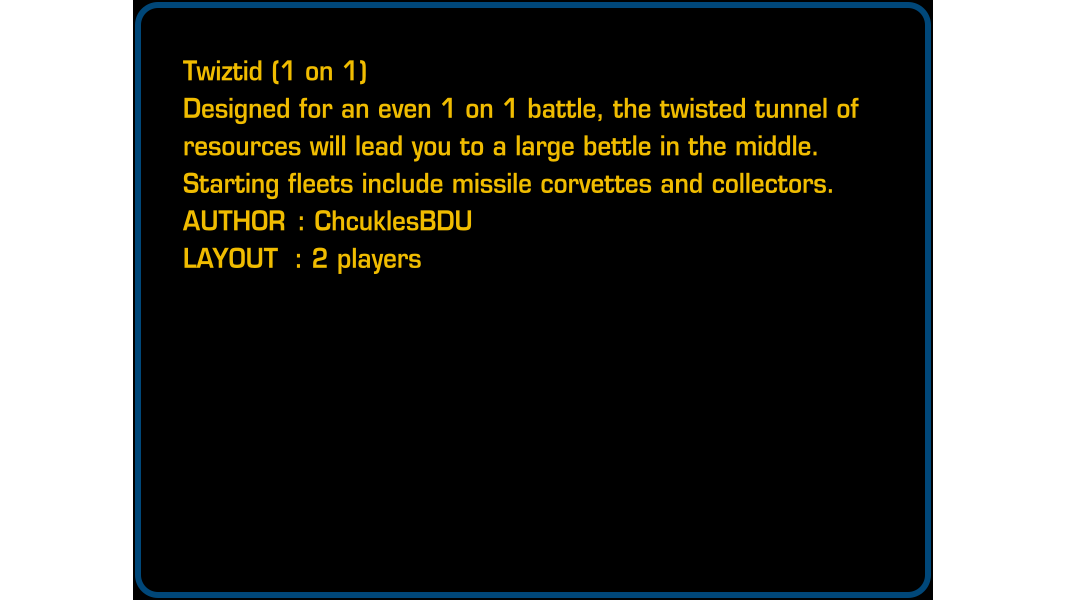 Twiztid (1 on 1)
Designed for an even 1 on 1 battle, the twisted tunnel of
resources will lead you to a large bettle in the middle.
Starting fleets include missile corvettes and collectors.
AUTHOR : ChcuklesBDU
LAYOUT : 2 players